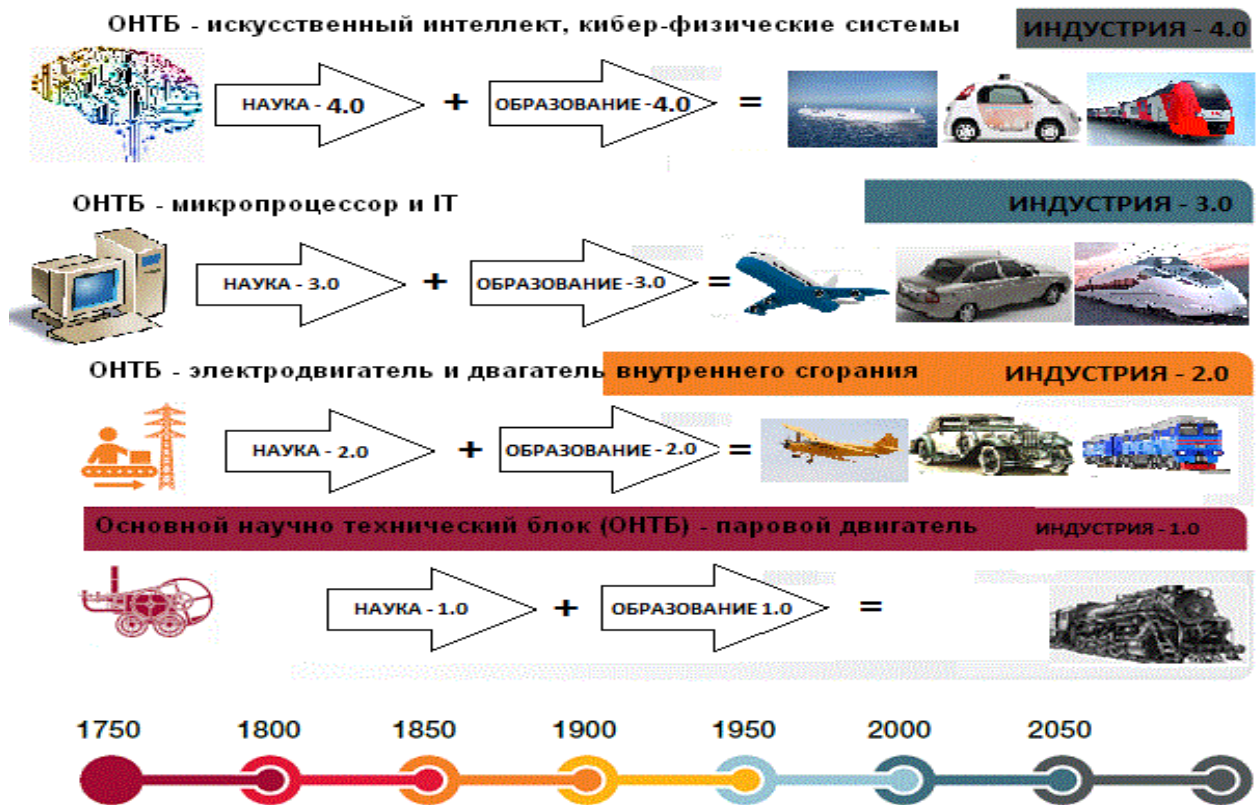 ОНТБ - искусственный интеллект, кибер-физические системы
ИНДУСТРИЯ - 4.0
НАУКА - 4.0 + ОБРАЗОВАНИЕ -4.0 =
ОНТБ - микропроцессор и IT
ИНДУСТРИЯ - 3.0
НАУКА - 3.0 + ОБРАЗОВАНИЕ -3.0 =
ОНТБ - электродвигатель и двагатель внутреннего сгорания
ИНДУСТРИЯ - 2.0
НАУКА - 2.0 + ОБРАЗОВАНИЕ -2.0 =
Основной научно технический блок (ОНТБ) - паровой двигатель
ИНДУСТРИЯ - 1.0
НАУКА - 1.0 + ОБРАЗОВАНИЕ 1.0 =
1750 1800 1850 1900 1950 2000 2050